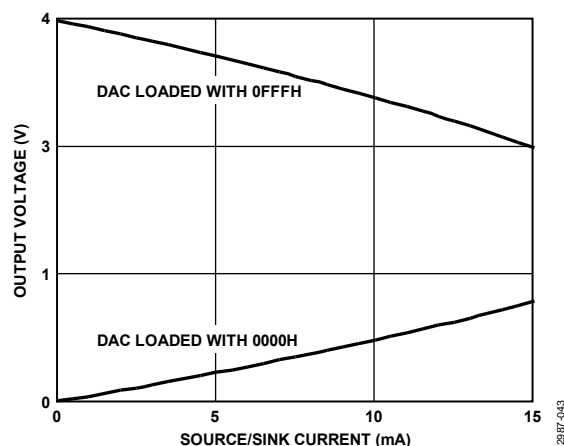 4
3
1
0
OUTPUT VOLTAGE (V)
DAC LOADED WITH 0FFFH
DAC LOADED WITH 0000H
0
5
10
15
SOURCE/SINK CURRENT (mA)
2987-043